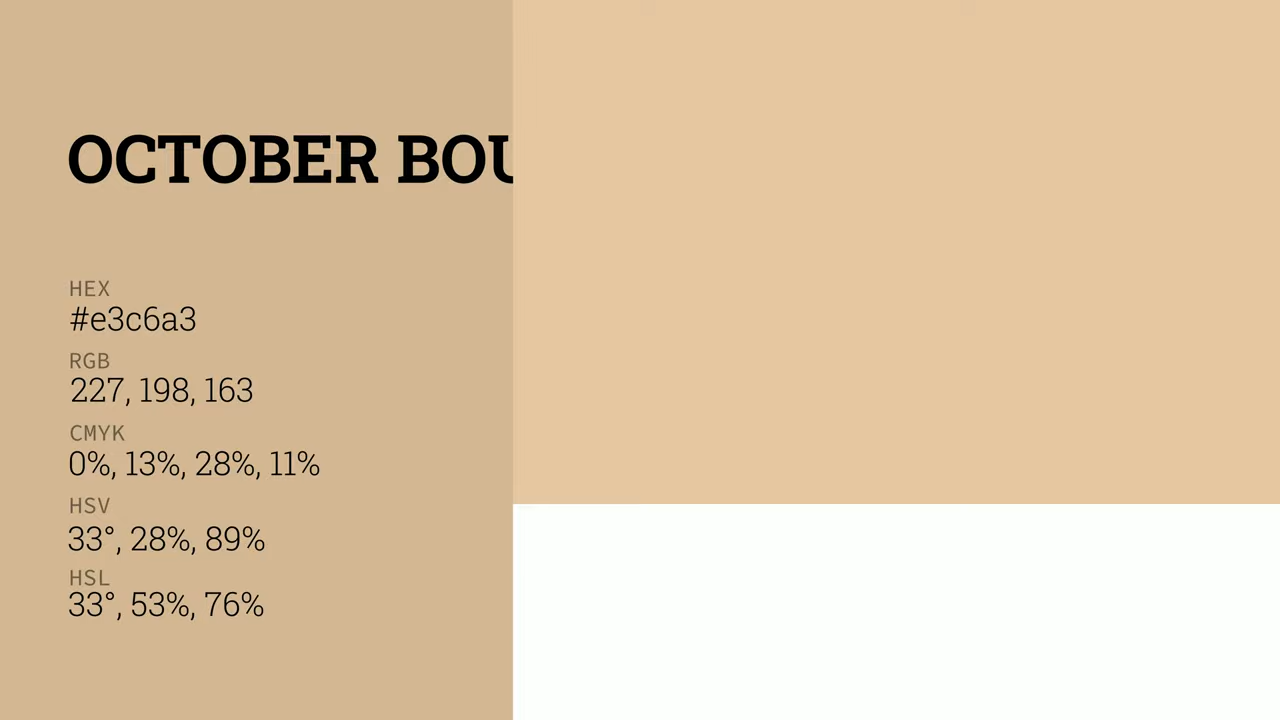 OCTOBER BOU
HEX
#e3c6a3
RGB
227, 198, 163
CMYK
0%, 13%, 28%, 11%
HSV
33°, 28%, 89%
HSL
33°, 53%, 76%